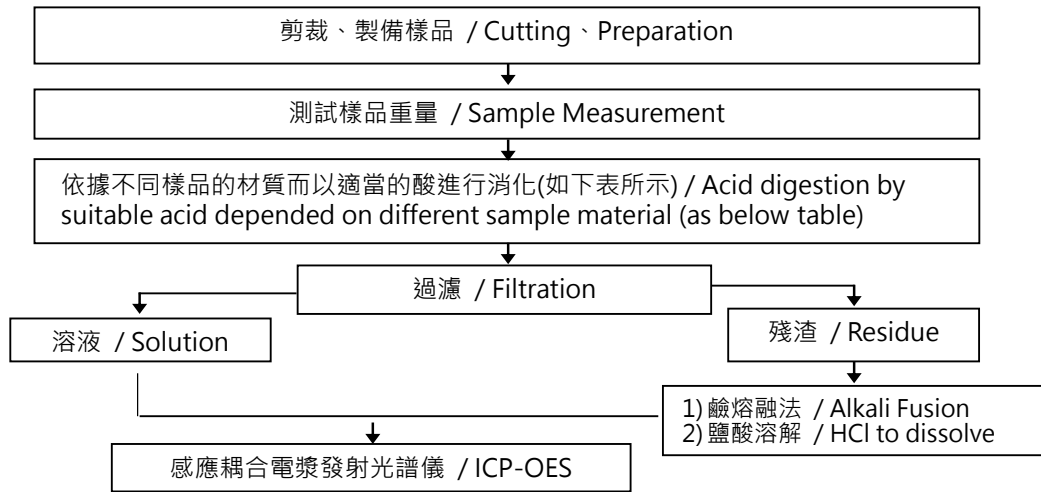 剪裁、製備樣品 / Cutting、Preparation
測試樣品重量 / Sample Measurement
依據不同樣品的材質而以適當的酸進行消化(如下表所示) / Acid digestion by
suitable acid depended on different sample material (as below table)
過濾 / Filtration
溶液 / Solution
殘渣 / Residue
1) 鹼熔融法 / Alkali Fusion
2) 鹽酸溶解 / HCl to dissolve
感應耦合電漿發射光譜儀 / ICP-OES